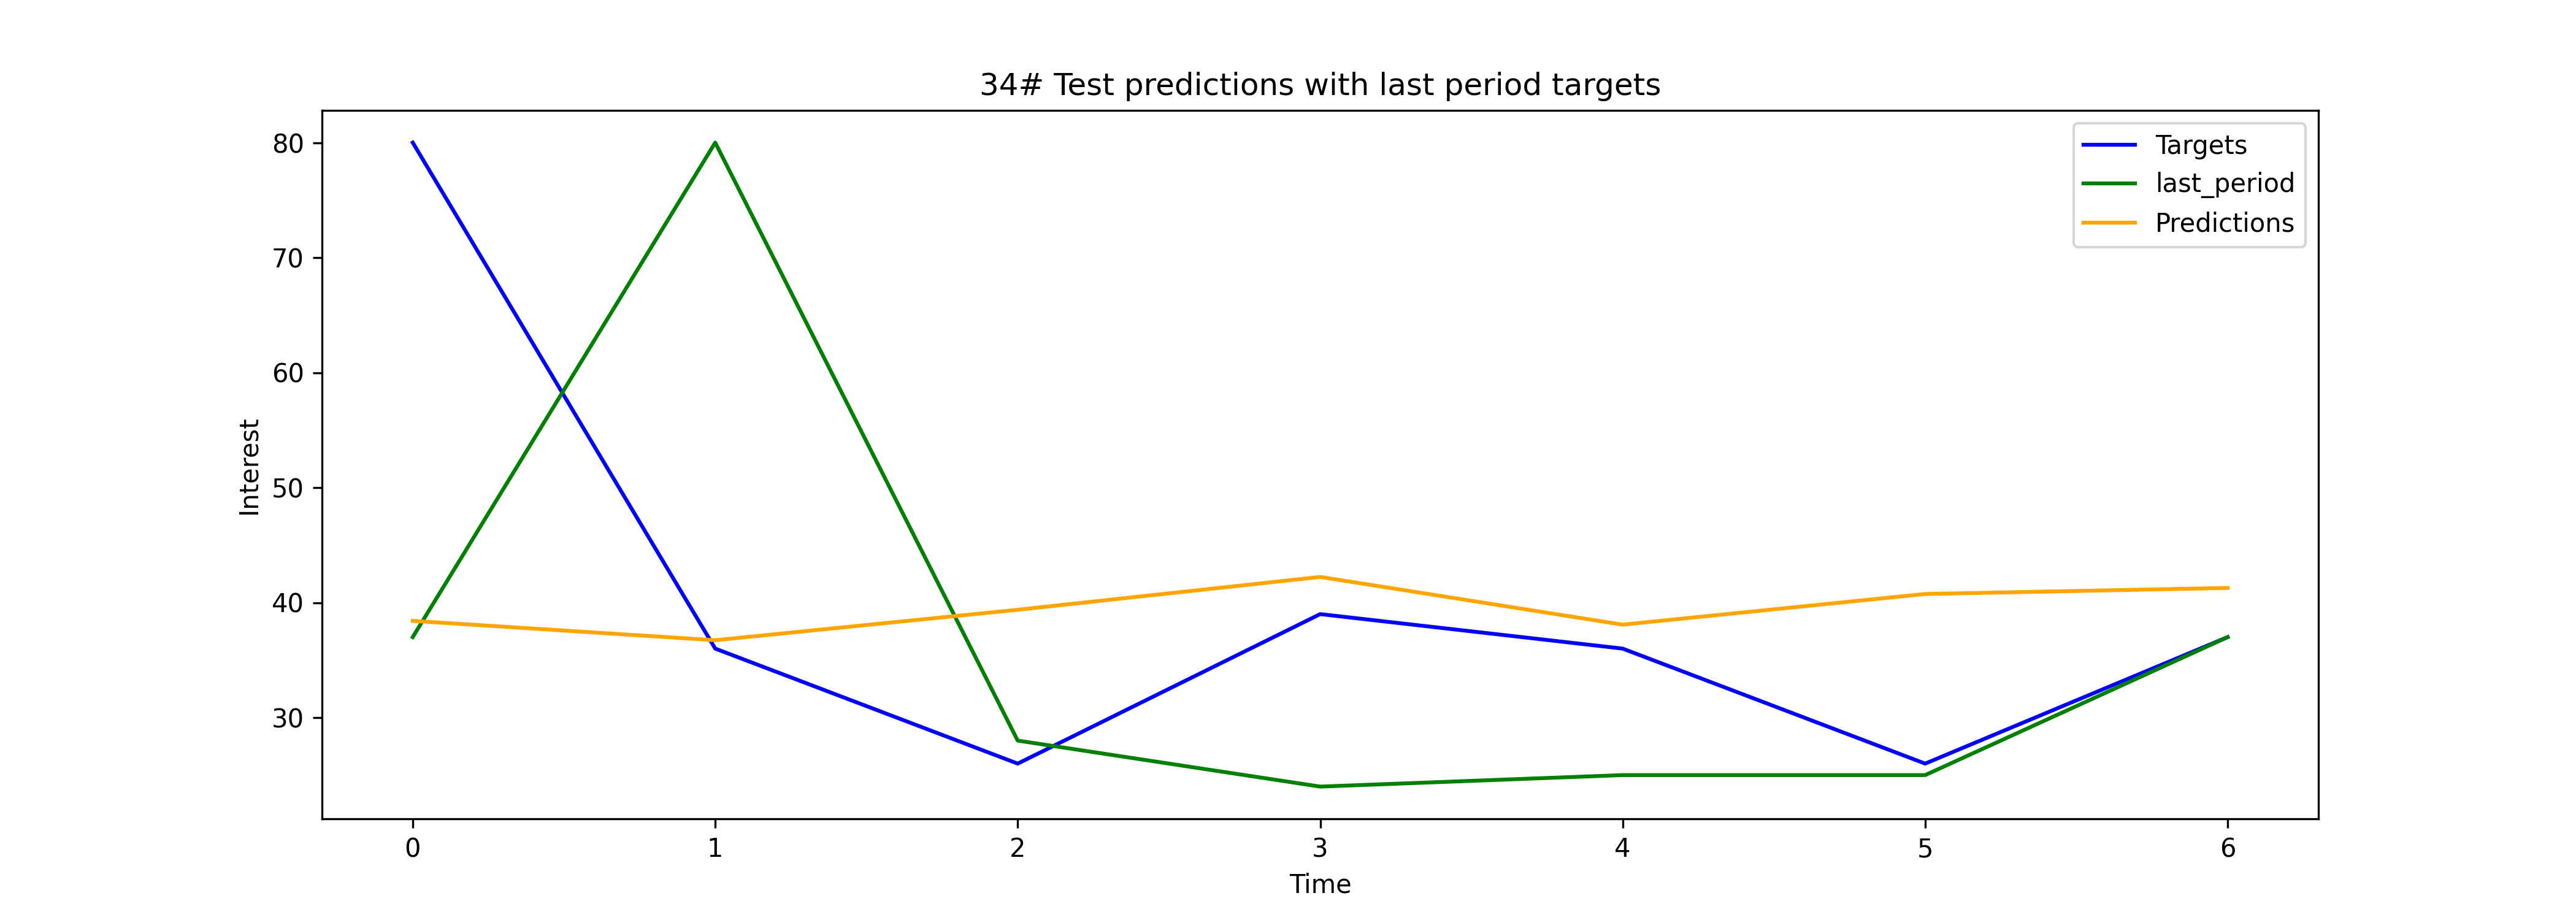 34# Test predictions with last period targets
Targets
last_period
Predictions
80
70
60
50
40
30
Interest
0 1 2 3 4 5 6
Time